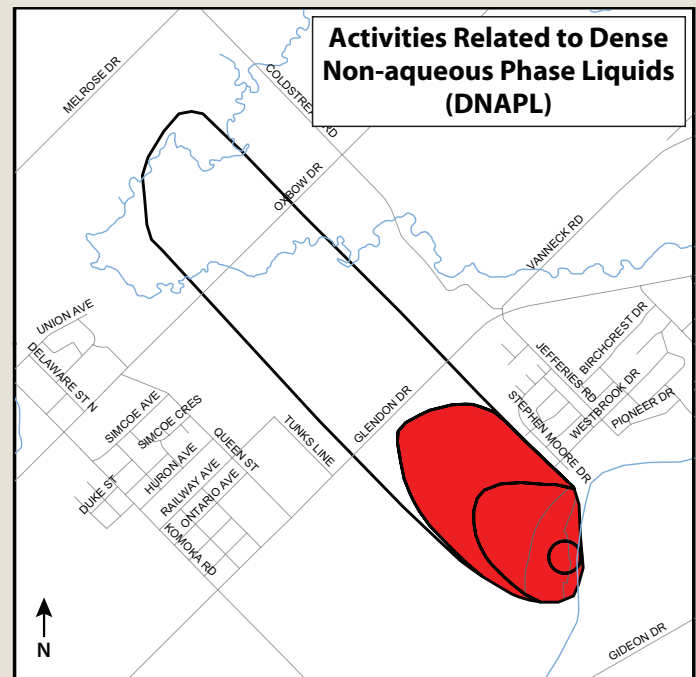 Activities Related to Dense
Non-aqueous Phase Liquids
(DNAPL)
MELROSE DR
COLDSTREAM RD
OXBOW DR
VANNECK RD
UNION AVE
DELAWARE ST N
SIMCOE AVE
SIMCOE CRES
DUKE ST
HURON AVE
RAILWAY AVE
ONTARIO AVE
QUEEN ST
KOMOKA RD
TUNKS LINE
GLENDON DR
JEFFERIES RD
BIRCHCREST DR
STEPHEN MOORE DR
WESTBROOK DR
PIONEER DR
GIDEON DR
N